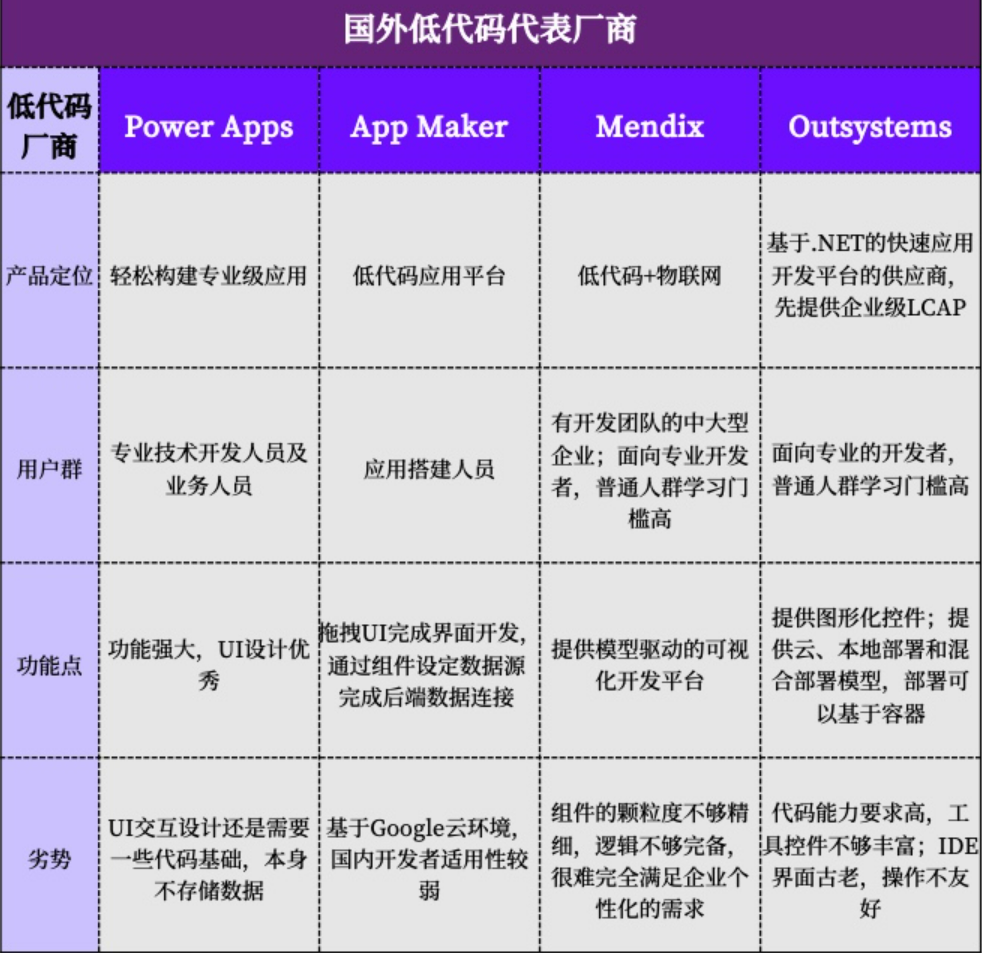 国外低代码代表厂商
低代码
厂商
Power Apps
App Maker
Mendix
Outsystems
产品定位
轻松构建专业级应用
低代码应用平台
低代码+物联网
基于.NET的快速应用
开发平台的供应商，
先提供企业级LCAP
用户群
专业技术开发人员及
业务人员
应用搭建人员
有开发团队的中大型
企业；面向专业开发
者，普通人群学习门
槛高
面向专业的开发者，
普通人群学习门槛高
功能点
功能强大，UI设计优
秀
拖拽UI完成界面开发，
通过组件设定数据源
完成后端数据连接
提供模型驱动的可视
化开发平台
提供图形化控件；提
供云、本地部署和混
合部署模型，部署可
以基于容器
劣势
UI交互设计还是需要
一些代码基础，本身
不存储数据
基于Google云环境，
国内开发者适用性较
弱
组件的颗粒度不够精
细，逻辑不够完备，
很难完全满足企业个
性化的需求
代码能力要求高，工
具控件不够丰富；IDE
界面古老，操作不友
好